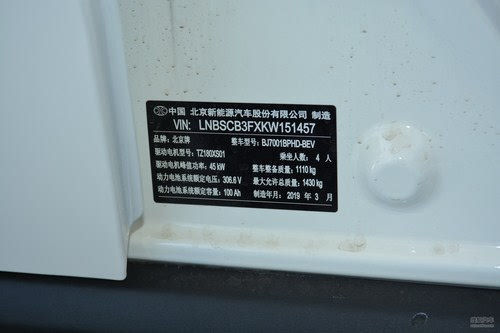 中国 北京新能源汽车股份有限公司 制造
VIN: LNBSCB3FXKW151457
品牌: 北京牌 整车型号: BJ7001BPHD-BEV
驱动电机型号: TZ180XS01 乘坐人数: 4 人
驱动电机峰值功率: 45 kW 整车整备质量: 1110 kg
动力电池系统额定电压: 306.6 V 最大允许总质量: 1430 kg
动力电池系统额定容量: 100 Ah 制造年月: 2019 年 3 月